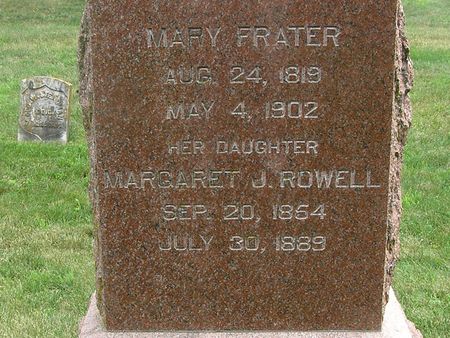 MARY FRATER
AUG. 24, 1819
MAY 4, 1902
HER DAUGHTER
MARGARET J. ROWELL
SEP. 20, 1854
JULY 30, 1889